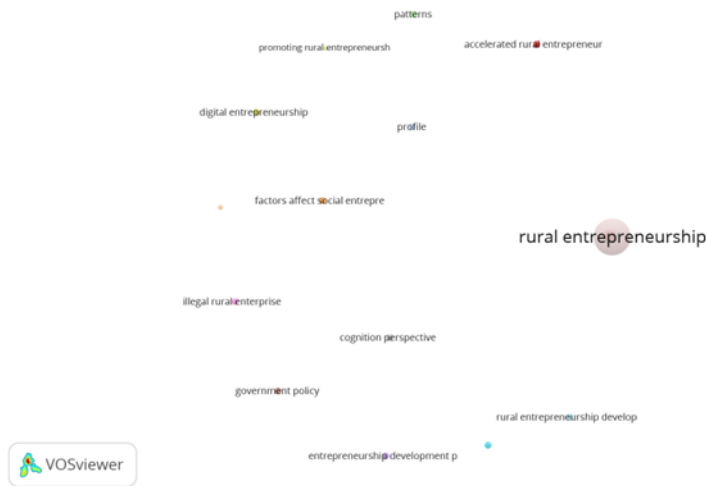 patterns
promoting rural entrepreneursh
accelerated rural entrepreneur
digital entrepreneurship
profile
factors affect social entrepre
rural entrepreneurship
illegal rural enterprise
cognition perspective
government policy
rural entrepreneurship develop
entrepreneurship development p
VOSviewer